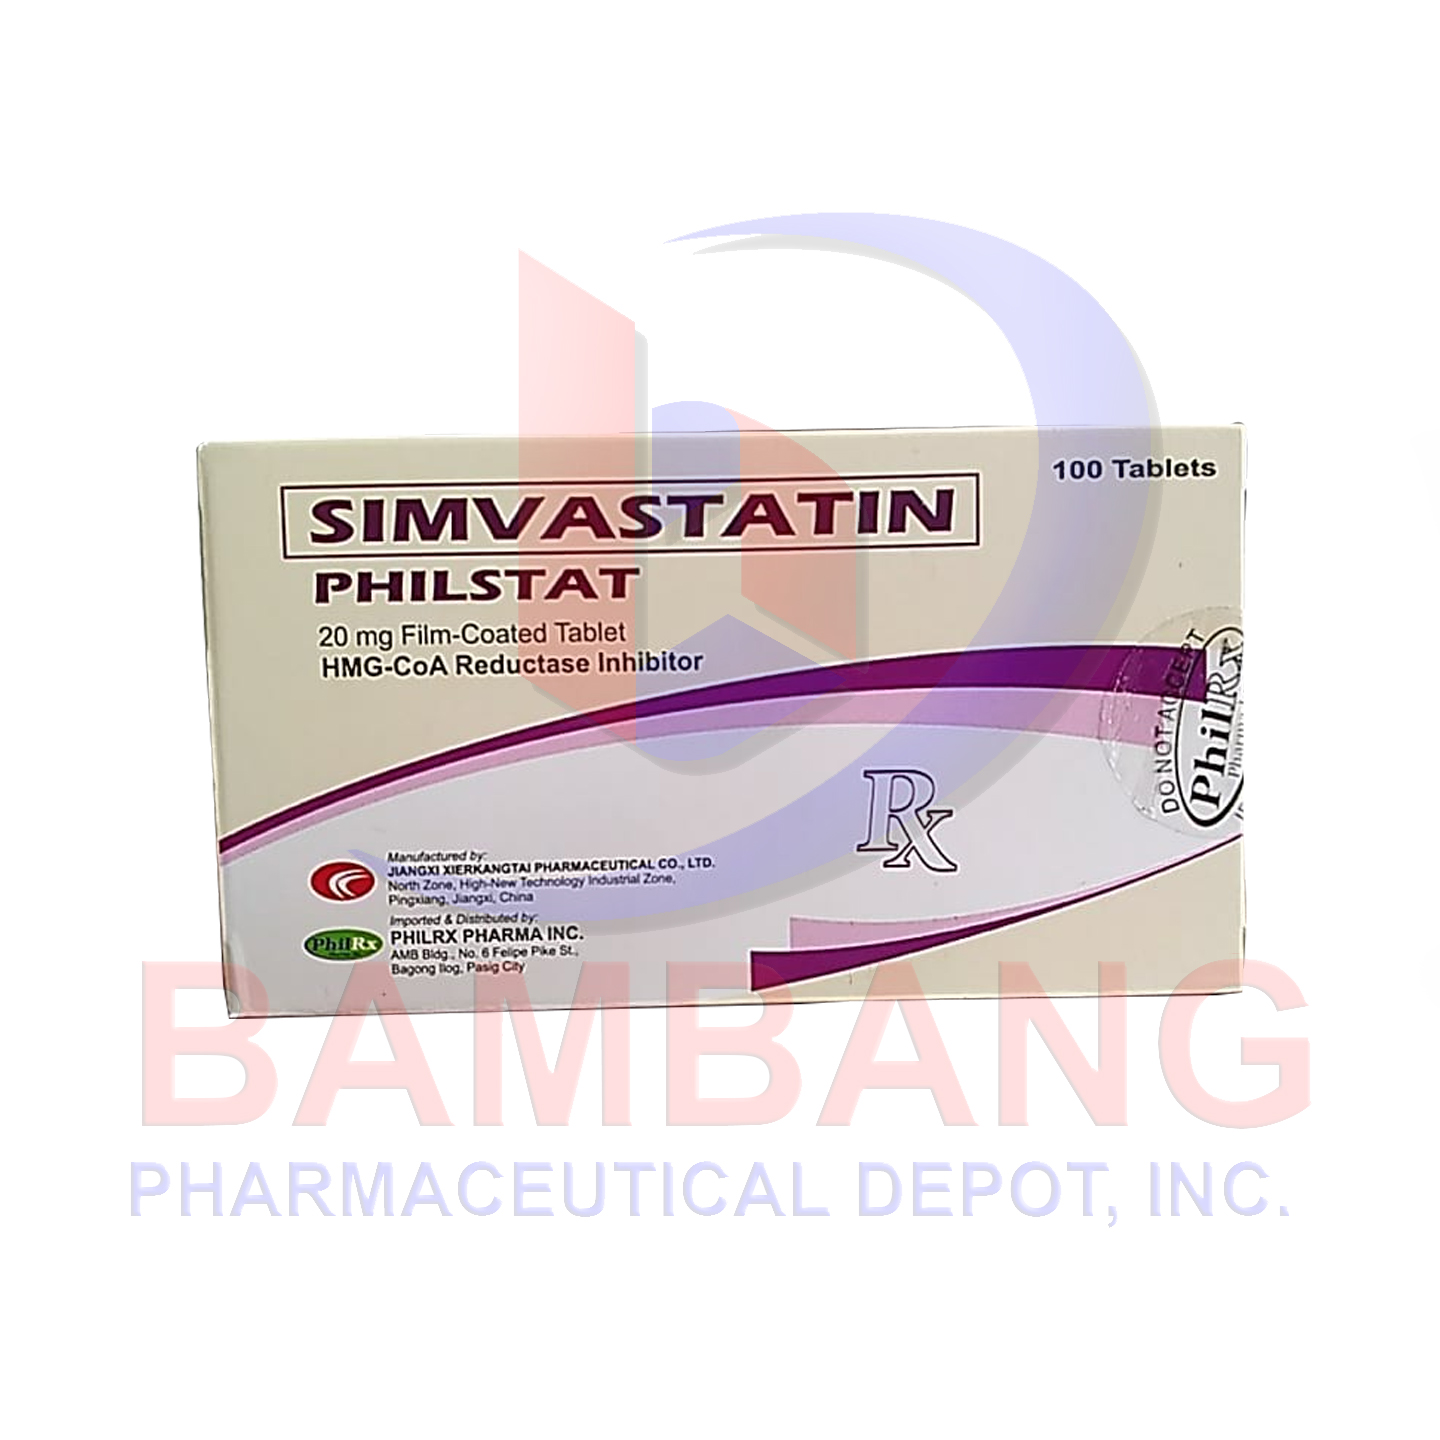 100 Tablets
SIMVASTATIN
PHILSTAT
20 mg Film-Coated Tablet
HMG-CoA Reductase Inhibitor
DO NOT ACCEPT
PhilRx
Pharma
Rx
Manufactured by:
JIANGXI XIERKANGTAI PHARMACEUTICAL CO., LTD.
North Zone, High-New Technology Industrial Zone,
Pingxiang, Jiangxi, China
Imported & Distributed by:
PhilRx
PHILRX PHARMA INC.
AMB Bldg., No. 6 Felipe Pike St.,
Bagong Ilog, Pasig City
BAMBANG
PHARMACEUTICAL DEPOT, INC.